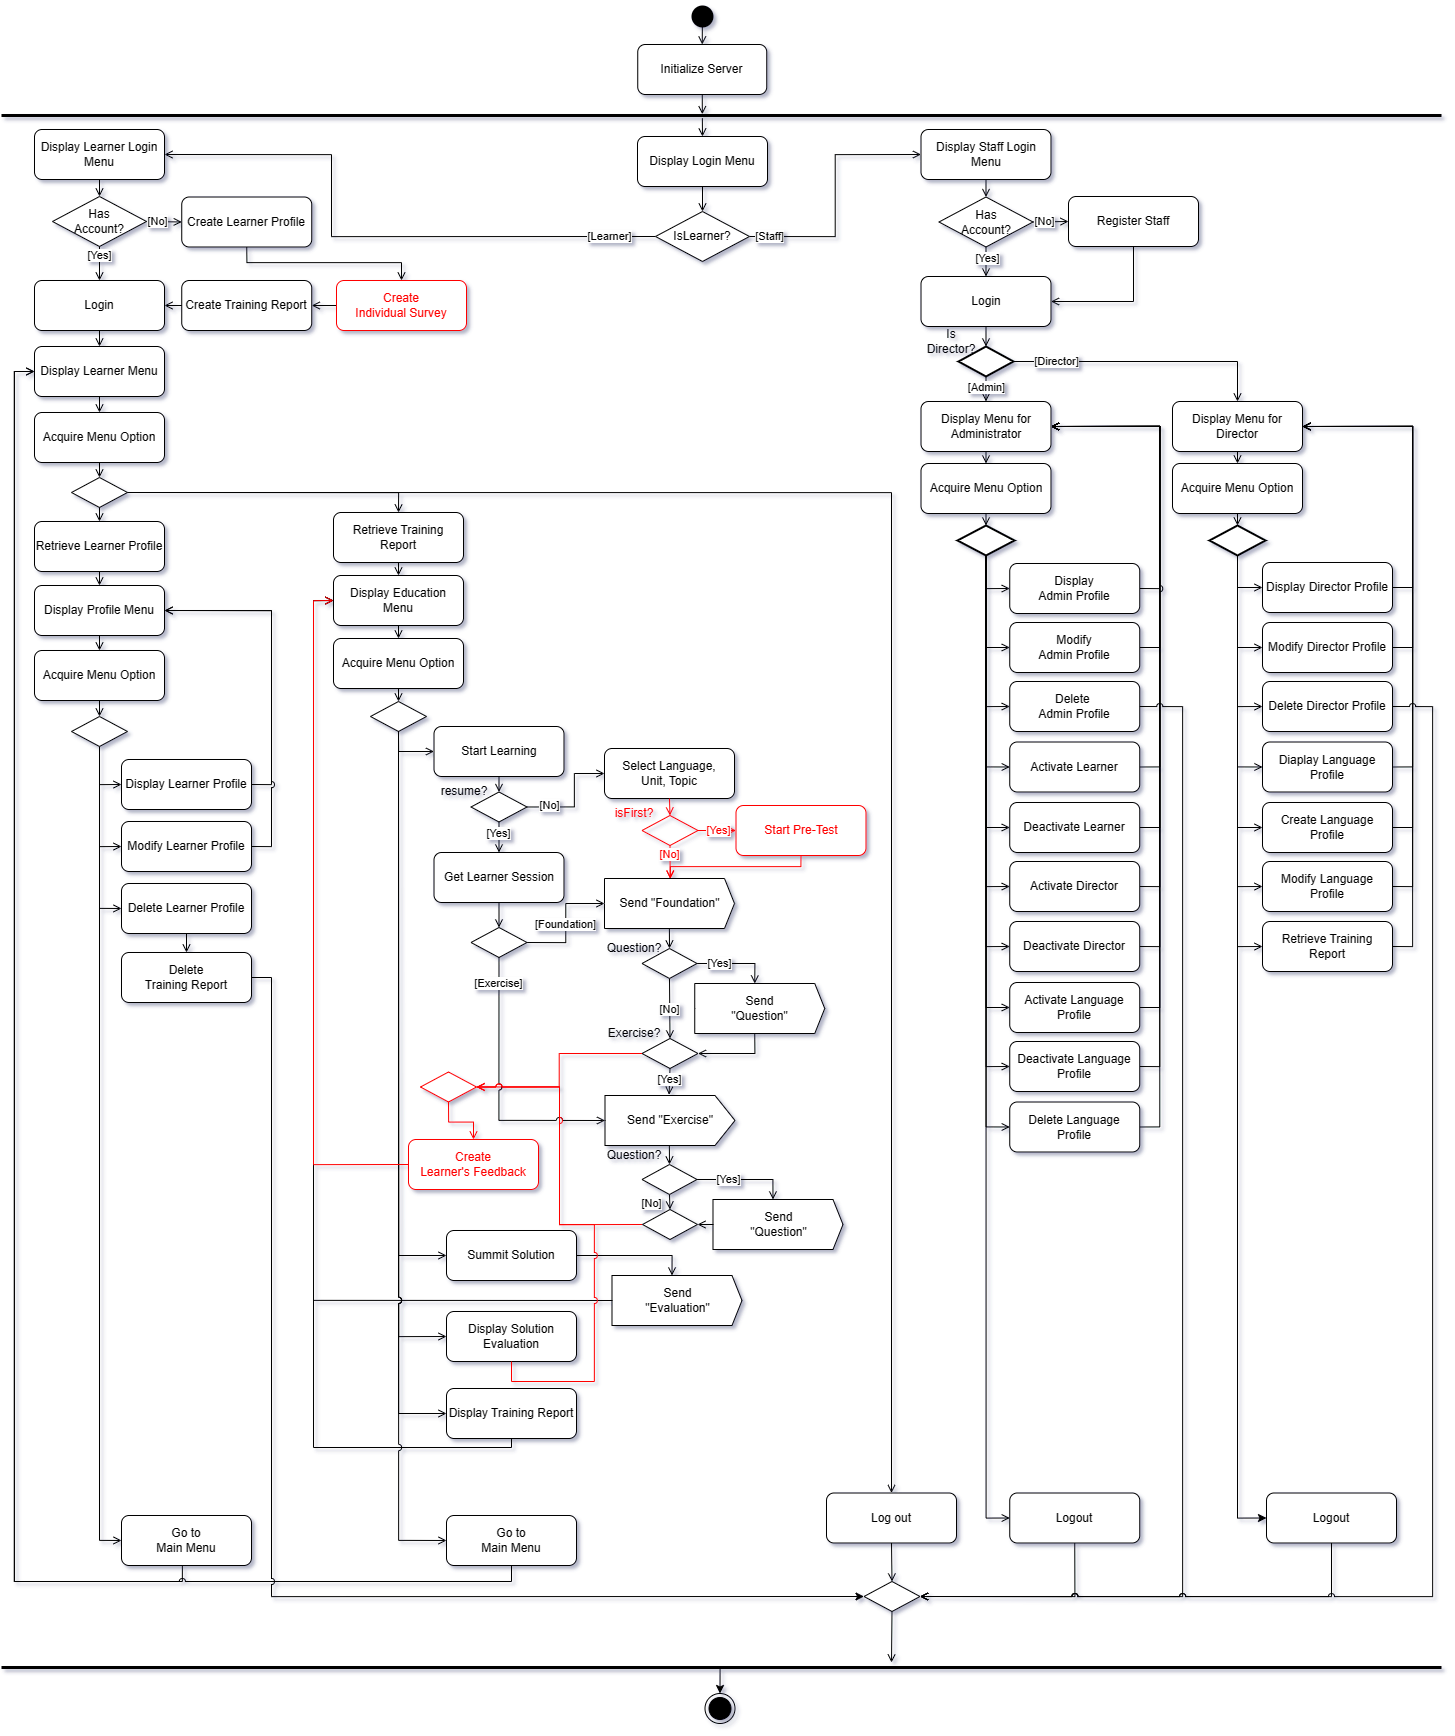 Initialize Server
Display Learner Login
Menu
Display Login Menu
Display Staff Login
Menu
Has
Account?
[No]
Create Learner Profile
[Learner]
IsLearner?
[Staff]
Has
Account?
[No]
Register Staff
[Yes]
[Yes]
Login
Create Training Report
Create
Individual Survey
Login
Is
Director?
[Director]
Display Learner Menu
[Admin]
Acquire Menu Option
Display Menu for
Administrator
Display Menu for
Director
Acquire Menu Option
Acquire Menu Option
Retrieve Learner Profile
Retrieve Training
Report
Display Profile Menu
Display Education
Menu
Display
Admin Profile
Display Director Profile
Acquire Menu Option
Acquire Menu Option
Modify
Admin Profile
Modify Director Profile
Delete
Admin Profile
Delete Director Profile
Start Learning
Select Language,
Unit, Topic
Activate Learner
Diaplay Language
Profile
Display Learner Profile
resume?
[No]
isFirst?
[Yes]
Start Pre-Test
Deactivate Learner
Create Language
Profile
Modify Learner Profile
[Yes]
[No]
Get Learner Session
Activate Director
Modify Language
Profile
Delete Learner Profile
[Foundation]
Send "Foundation"
Deactivate Director
Retrieve Training
Report
Question?
[Yes]
Delete
Training Report
[Exercise]
[No]
Send
"Question"
Activate Language
Profile
Exercise?
Deactivate Language
Profile
[Yes]
Send "Exercise"
Delete Language
Profile
Create
Learner's Feedback
Question?
[Yes]
[No]
Send
"Question"
Summit Solution
Send
"Evaluation"
Display Solution
Evaluation
Display Training Report
Go to
Main Menu
Go to
Main Menu
Log out
Logout
Logout